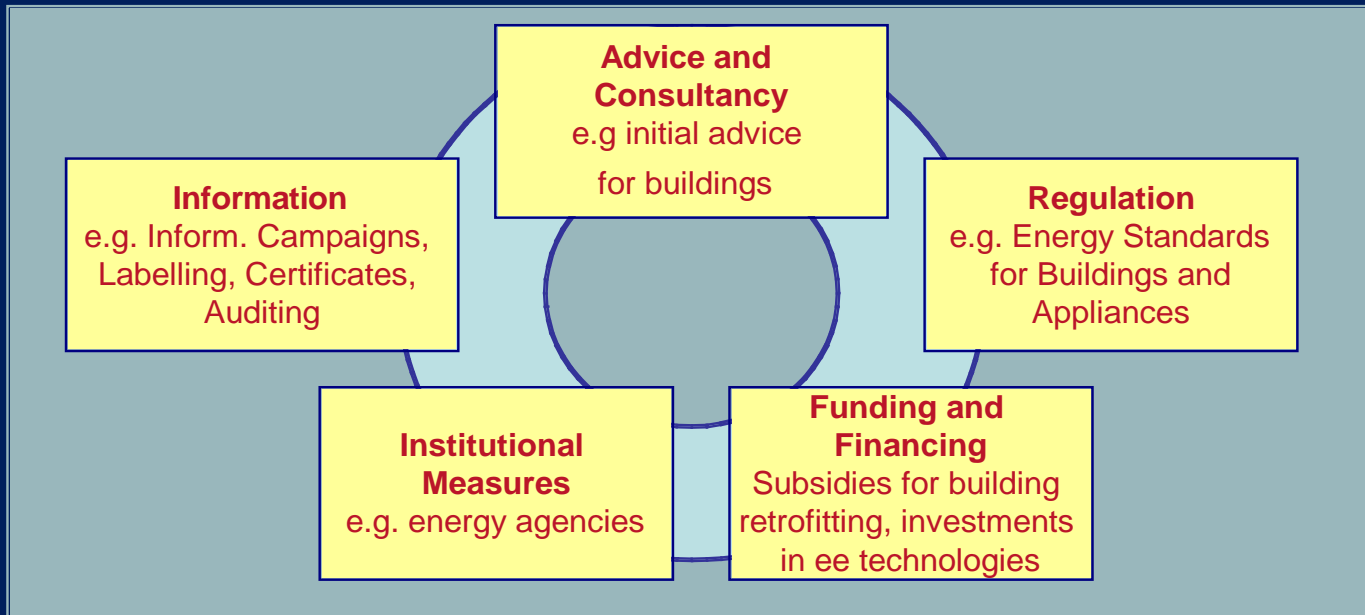 Advice and
Consultancy
e.g initial advice
for buildings
Information
e.g. Inform. Campaigns,
Labelling, Certificates,
Auditing
Regulation
e.g. Energy Standards
for Buildings and
Appliances
Institutional
Measures
e.g. energy agencies
Funding and
Financing
Subsidies for building
retrofitting, investments
in ee technologies